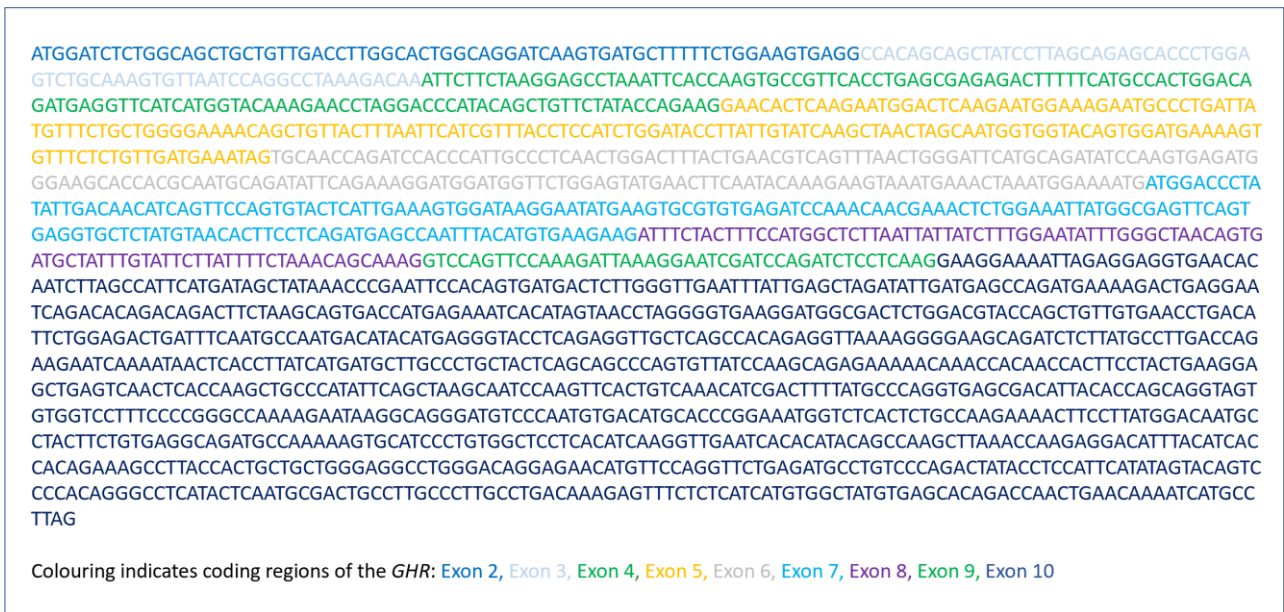 ATGGATCTCTGGCAGCTGCTGTTGACCTTGGCACTGGCAGGATCAAGTGATGCTTTTTCTGGAAGTGAGGCCACAGCAGCTATCCTTAGCAGAGCACCCTGGA
GTCTGCAAAGTGTTAATCCAGGCCTAAAGACAAATTCTTCTAAGGAGCCTAAATTCACCAAGTGCCGTTCACCTGAGCGAGAGACTTTTTCATGCCACTGGACA
GATGAGGTTCATCATGGTACAAAGAACCTAGGACCCATACAGCTGTTCTATACCAGAAGGAACACTCAAGAATGGACTCAAGAATGGAAAGAATGCCCTGATTA
TGTTTCTGCTGGGGAAAACAGCTGTTACTTTAATTCATCGTTTACCTCCATCTGGATACCTTATTGTATCAAGCTAACTAGCAATGGTGGTACAGTGGATGAAAAGT
GTTTCTCTGTTGATGAAATAGTGCAACCAGATCCACCCATTGCCCTCAACTGGACTTTACTGAACGTCAGTTTAACTGGGATTCATGCAGATATCCAAGTGAGATG
GGAAGCACCACGCAATGCAGATATTCAGAAAGGATGGATGGTTCTGGAGTATGAACTTCAATACAAAGAAGTAAATGAAACTAAATGGAAAATGATGGACCCTA
TATTGACAACATCAGTTCCAGTGTACTCATTGAAAGTGGATAAGGAATATGAAGTGCGTGTGAGATCCAAACAACGAAACTCTGGAAATTATGGCGAGTTCAGT
GAGGTGCTCTATGTAACACTTCCTCAGATGAGCCAATTTACATGTGAAGAAGATTTCTACTTTCCATGGCTCTTAATTATTATCTTTGGAATATTTGGGCTAACAGTG
ATGCTATTTGTATTCTTATTTTCTAAACAGCAAAGGTCCAGTTCCAAAGATTAAAGGAATCGATCCAGATCTCCTCAAGGAAGGAAAATTAGAGGAGGTGAACAC
AATCTTAGCCATTCATGATAGCTATAAACCCGAATTCCACAGTGATGACTCTTGGGTTGAATTTATTGAGCTAGATATTGATGAGCCAGATGAAAAGACTGAGGAA
TCAGACACAGACAGACTTCTAAGCAGTGACCATGAGAAATCACATAGTAACCTAGGGGTGAAGGATGGCGACTCTGGACGTACCAGCTGTTGTGAACCTGACA
TTCTGGAGACTGATTTCAATGCCAATGACATACATGAGGGTACCTCAGAGGTTGCTCAGCCACAGAGGTTAAAAGGGGAAGCAGATCTCTTATGCCTTGACCAG
AAGAATCAAAATAACTCACCTTATCATGATGCTTGCCCTGCTACTCAGCAGCCCAGTGTTATCCAAGCAGAGAAAAACAAACCACAACCACTTCCTACTGAAGGA
GCTGAGTCAACTCACCAAGCTGCCCATATTCAGCTAAGCAATCCAAGTTCACTGTCAAACATCGACTTTTATGCCCAGGTGAGCGACATTACACCAGCAGGTAGT
GTGGTCCTTTCCCCGGGCCAAAAGAATAAGGCAGGGATGTCCCAATGTGACATGCACCCGGAAATGGTCTCACTCTGCCAAGAAAACTTCCTTATGGACAATGC
CTACTTCTGTGAGGCAGATGCCAAAAAGTGCATCCCTGTGGCTCCTCACATCAAGGTTGAATCACACATACAGCCAAGCTTAAACCAAGAGGACATTTACATCAC
CACAGAAAGCCTTACCACTGCTGCTGGGAGGCCTGGGACAGGAGAACATGTTCCAGGTTCTGAGATGCCTGTCCCAGACTATACCTCCATTCATATAGTACAGTC
CCCACAGGGCCTCATACTCAATGCGACTGCCTTGCCCTTGCCTGACAAAGAGTTTCTCTCATCATGTGGCTATGTGAGCACAGACCAACTGAACAAAATCATGCC
TTAG
Colouring indicates coding regions of the GHR: Exon 2, Exon 3, Exon 4, Exon 5, Exon 6, Exon 7, Exon 8, Exon 9, Exon 10